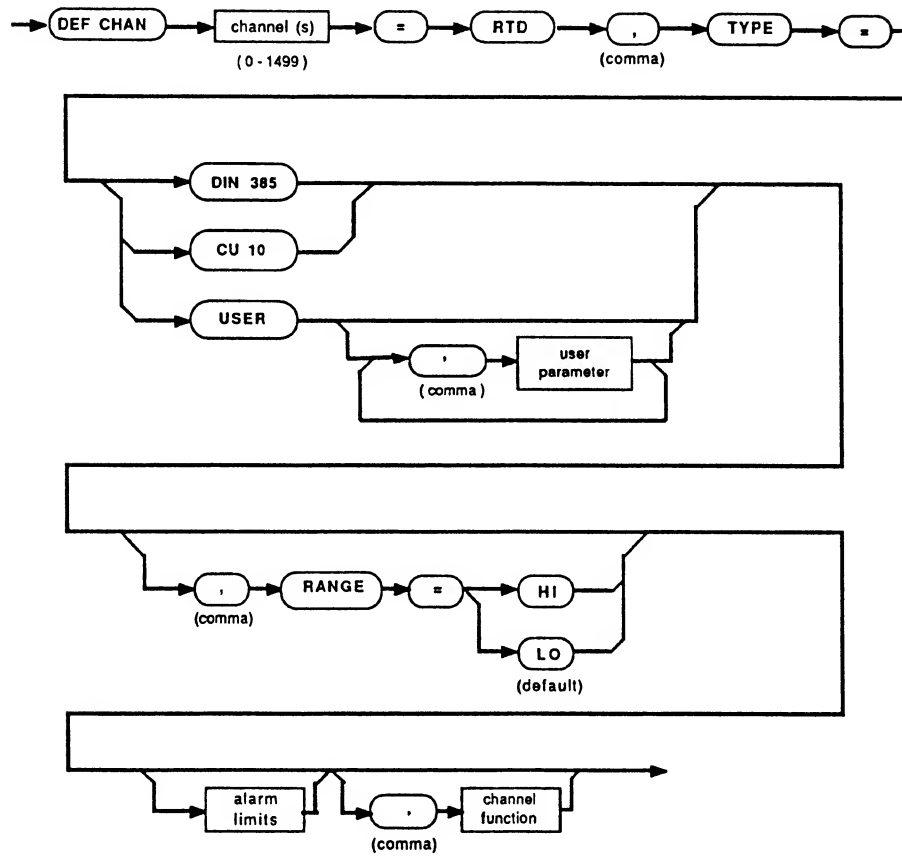 DEF CHAN channel (s) = RTD , TYPE =
( 0 - 1499 ) (comma)
DIN 385
CU 10
USER
, user parameter
( comma )
, RANGE = HI
(comma)
LO
(default)
alarm limits , channel function
(comma)